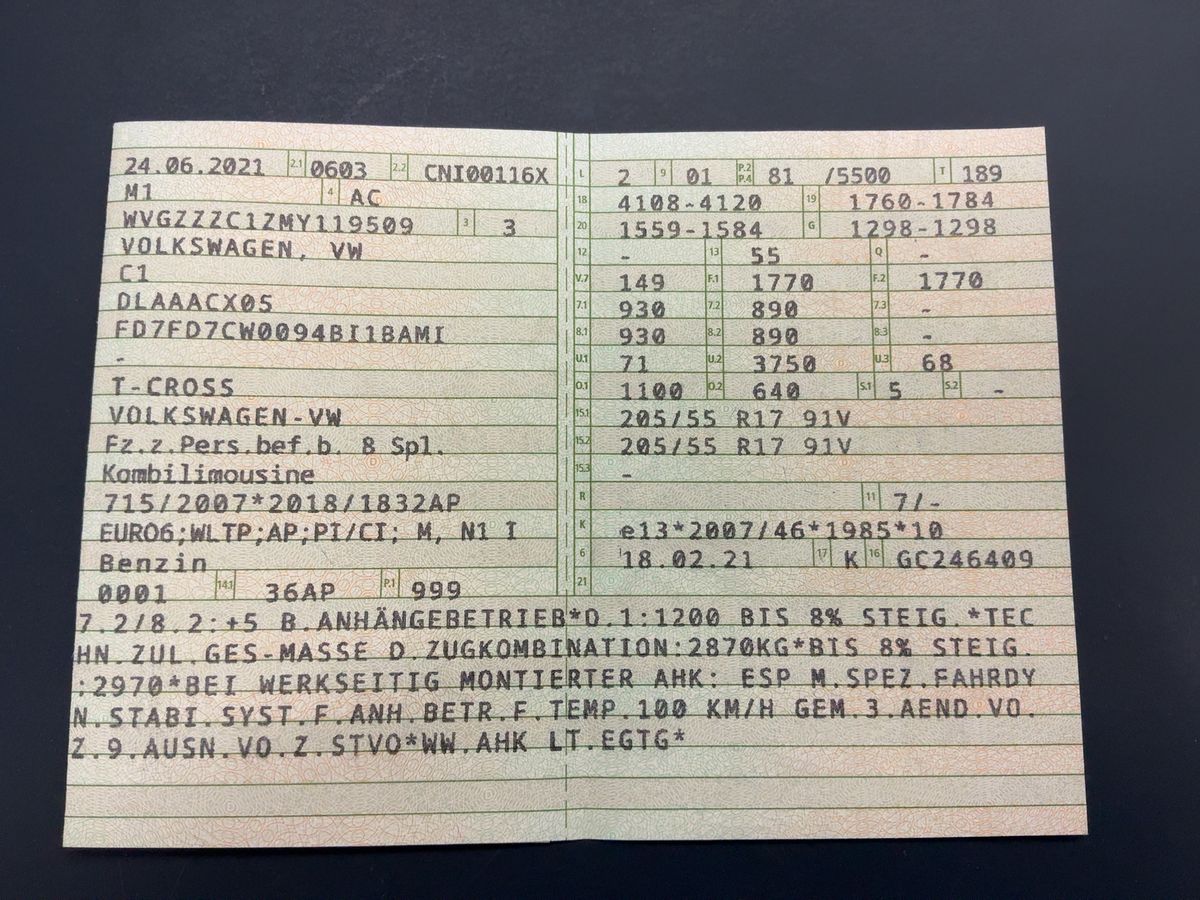 24.06.2021 2.1 0603 2.2 CNI00116X
M1 4 AC
WVGZZZC1ZMY119509 3 3
VOLKSWAGEN, VW
C1
DLAAACX05
FD7FD7CW0094BI1BAMI
-
T-CROSS
VOLKSWAGEN-VW
Fz.z.Pers.bef.b. 8 Spl.
Kombilimousine
715/2007*2018/1832AP
EURO6;WLTP;AP;PI/CI; M, N1 I
Benzin
0001 14.1 36AP P.1 999
L 2 9 01 P.2 P.4 81 /5500 T 189
18 4108-4120 19 1760-1784
20 1559-1584 G 1298-1298
12 - 13 55 Q -
V.7 149 F.1 1770 F.2 1770
7.1 930 7.2 890 7.3 -
8.1 930 8.2 890 8.3 -
U.1 71 U.2 3750 U.3 68
O.1 1100 O.2 640 S.1 5 S.2 -
15.1 205/55 R17 91V
15.2 205/55 R17 91V
15.3 -
R 11 7/-
K e13*2007/46*1985*10
6 18.02.21 17 K 16 GC246409
21
7.2/8.2:+5 B.ANHÄNGEBETRIEB*O.1:1200 BIS 8% STEIG.*TEC
HN.ZUL.GES-MASSE D.ZUGKOMBINATION:2870KG*BIS 8% STEIG.
:2970*BEI WERKSEITIG MONTIERTER AHK: ESP M.SPEZ.FAHRDY
N.STABI.SYST.F.ANH.BETR.F.TEMP.100 KM/H GEM.3.AEND.VO.
Z.9.AUSN.VO.Z.STVO*WW.AHK LT.EGTG*